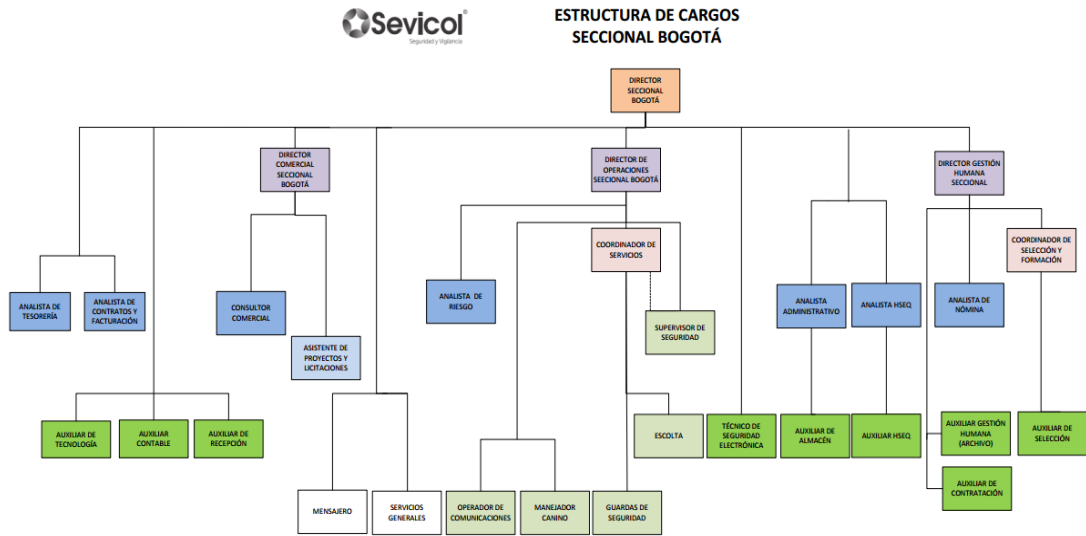 Sevicol®
Seguridad y Vigilancia
ESTRUCTURA DE CARGOS
SECCIONAL BOGOTÁ
DIRECTOR
SECCIONAL
BOGOTÁ
DIRECTOR
COMERCIAL
SECCIONAL
BOGOTÁ
DIRECTOR DE
OPERACIONES
SEECIONAL BOGOTÁ
DIRECTOR GESTIÓN
HUMANA
SECCIONAL
COORDINADOR DE
SERVICIOS
COORDINADOR DE
SELECCIÓN Y
FORMACIÓN
ANALISTA DE
TESORERÍA
ANALISTA DE
CONTRATOS Y
FACTURACIÓN
CONSULTOR
COMERCIAL
ANALISTA DE
RIESGO
ANALISTA
ADMINISTRATIVO
ANALISTA HSEQ
ANALISTA DE
NÓMINA
ASISTENTE DE
PROYECTOS Y
LICITACIONES
SUPERVISOR DE
SEGURIDAD
AUXILIAR DE
TECNOLOGÍA
AUXILIAR
CONTABLE
AUXILIAR DE
RECEPCIÓN
ESCOLTA
TÉCNICO DE
SEGURIDAD
ELECTRÓNICA
AUXILIAR DE
ALMACÉN
AUXILIAR HSEQ
AUXILIAR GESTIÓN
HUMANA
(ARCHIVO)
AUXILIAR DE
SELECCIÓN
MENSAJERO
SERVICIOS
GENERALES
OPERADOR DE
COMUNICACIONES
MANEJADOR
CANINO
GUARDAS DE
SEGURIDAD
AUXILIAR DE
CONTRATACIÓN